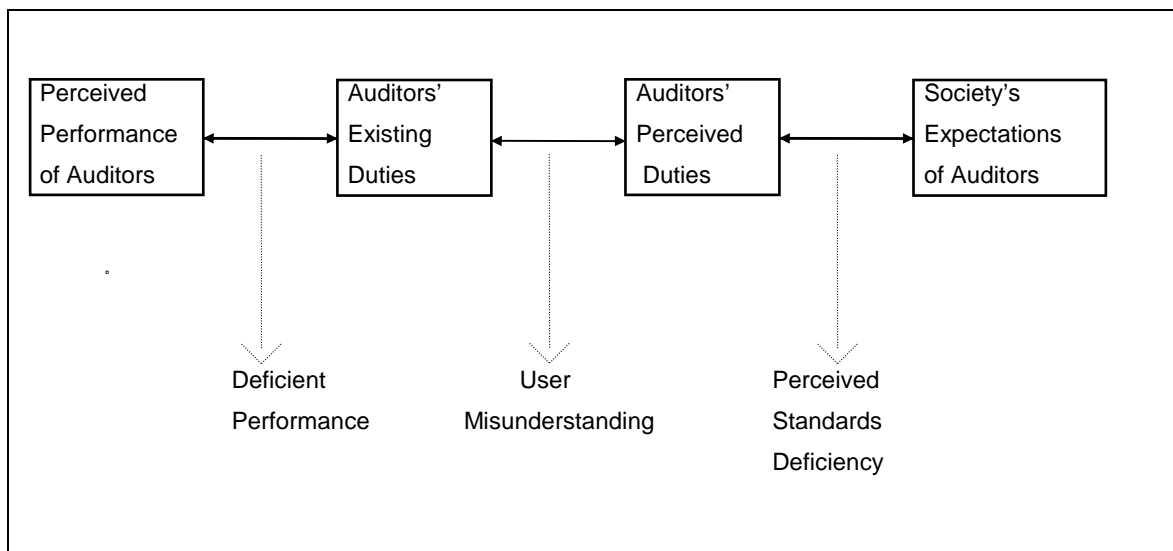 Perceived
Performance
of Auditors
Auditors’
Existing
Duties
Auditors’
Perceived
Duties
Society’s
Expectations
of Auditors
Deficient
Performance
User
Misunderstanding
Perceived
Standards
Deficiency